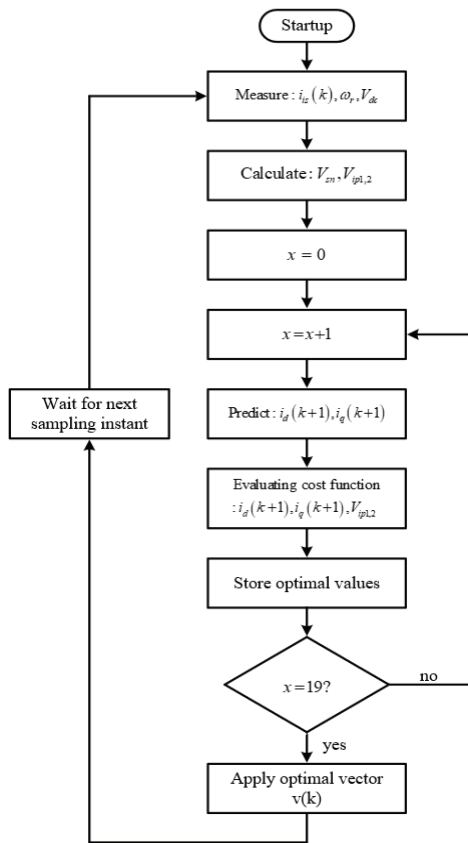 Startup
Measure : i_is(k), ω_r, V_dc
Calculate : V_zn, V_ip1,2
x = 0
x=x+1
Predict : i_d(k+1), i_q(k+1)
Wait for next
sampling instant
Evaluating cost function
: i_d(k+1), i_q(k+1), V_ip1,2
Store optimal values
x=19?
no
yes
Apply optimal vector
v(k)